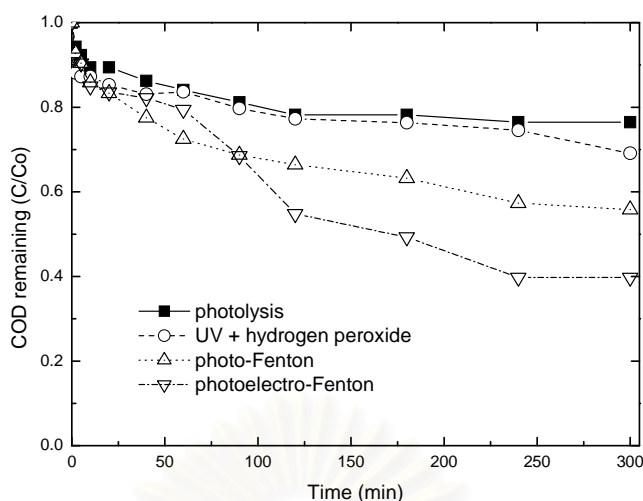 1.0
0.8
0.6
0.4
0.2
0.0
COD remaining (C/Co)
photolysis
UV + hydrogen peroxide
photo-Fenton
photoelectro-Fenton
0 50 100 150 200 250 300
Time (min)